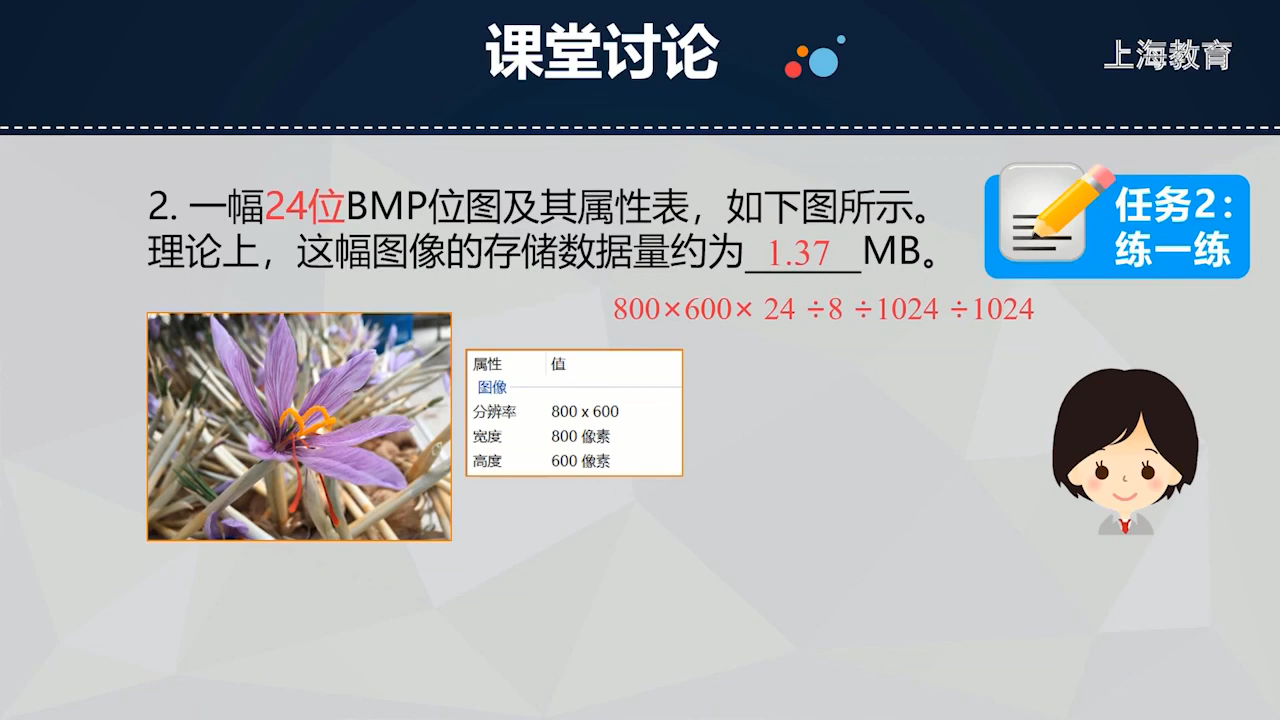 课堂讨论
上海教育
2. 一幅24位BMP位图及其属性表，如下图所示。
理论上，这幅图像的存储数据量约为 1.37 MB。
任务2：
练一练
800×600× 24 ÷8 ÷1024 ÷1024
属性 值
图像
分辨率 800 x 600
宽度 800 像素
高度 600 像素